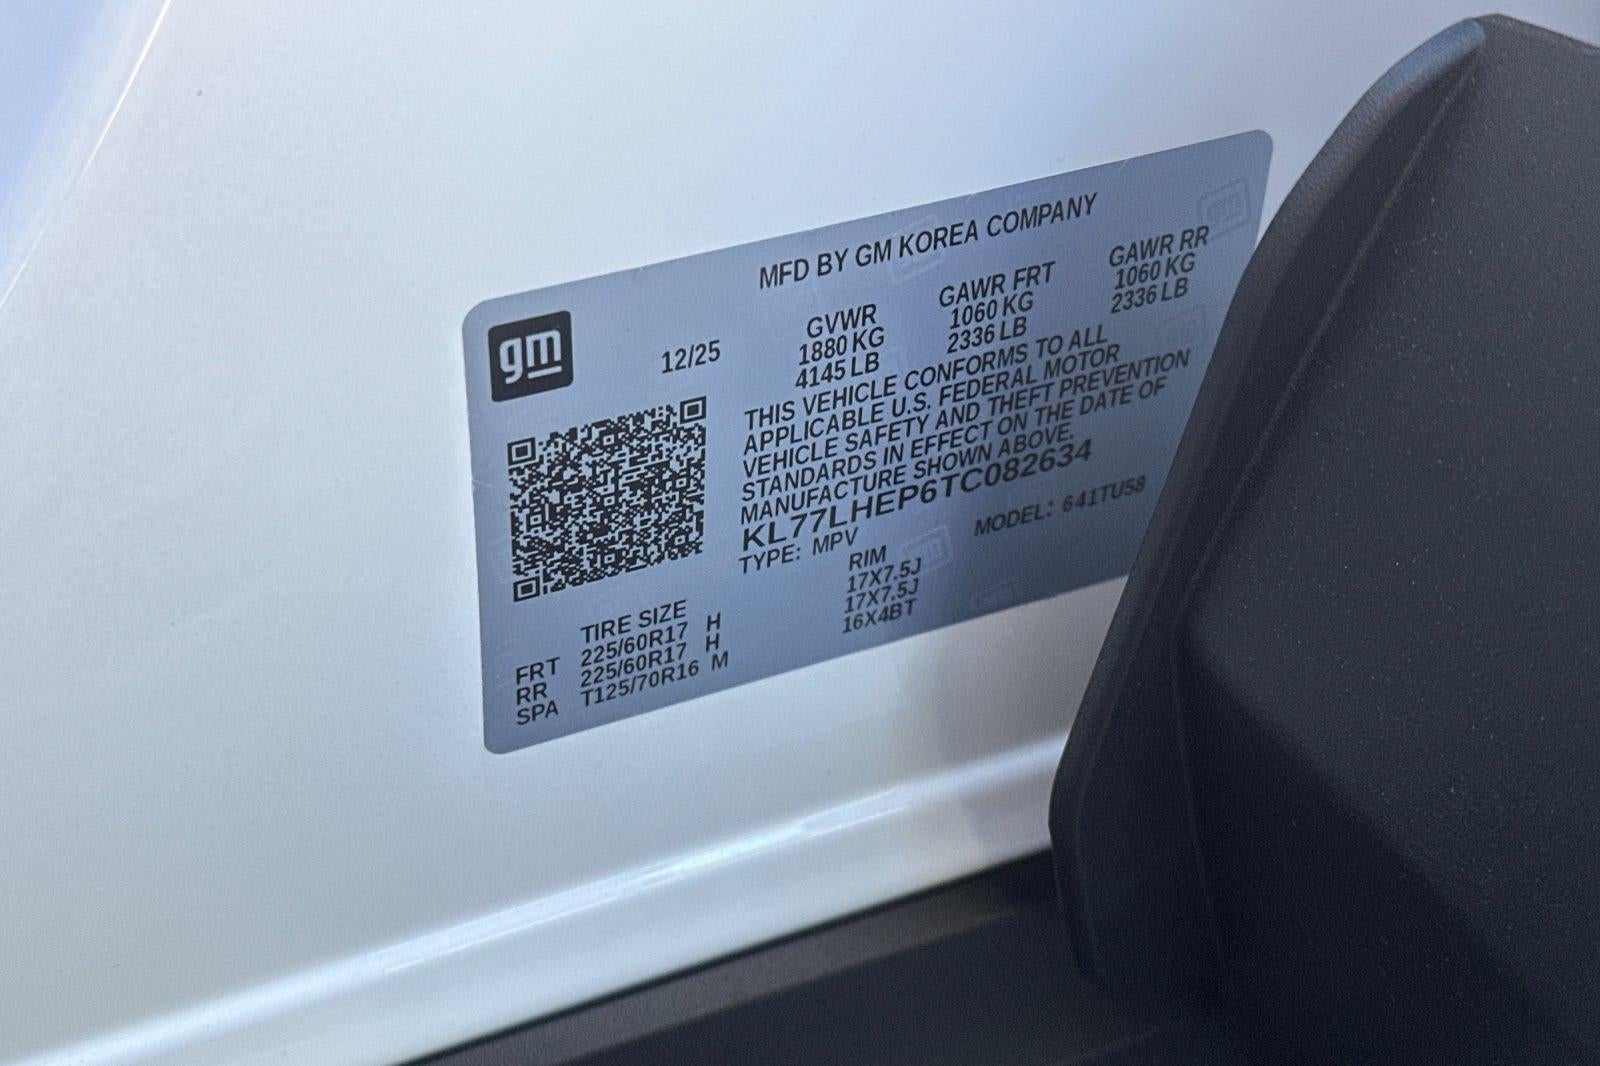 MFD BY GM KOREA COMPANY
gm
12/25
GVWR GAWR FRT GAWR RR
1880 KG 1060 KG 1060 KG
4145 LB 2336 LB 2336 LB
THIS VEHICLE CONFORMS TO ALL
APPLICABLE U.S. FEDERAL MOTOR
VEHICLE SAFETY AND THEFT PREVENTION
STANDARDS IN EFFECT ON THE DATE OF
MANUFACTURE SHOWN ABOVE.
KL77LHEP6TC082634
TYPE: MPV MODEL: 641TU58
TIRE SIZE RIM
FRT 225/60R17 H 17X7.5J
RR 225/60R17 H 17X7.5J
SPA T125/70R16 M 16X4BT